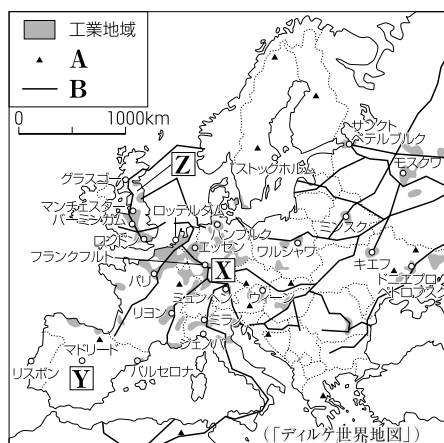 工業地域
A
B
0 1000km
サンクト
ペテルブルク
モスクワ
Z
ストックホルム
グラスゴー
マンチェスター
バーミンガム
ロッテルダム
ハンブルク
ミンスク
ロンドン
エッセン
ワルシャワ
フランクフルト
キエフ
X
ドニエプロ
ペトロフスク
パリ
ミュンヘン
ウィーン
リヨン
ミラノ
ジェノバ
マドリード
リスボン
Y
バルセロナ
(「ディルケ世界地図」)